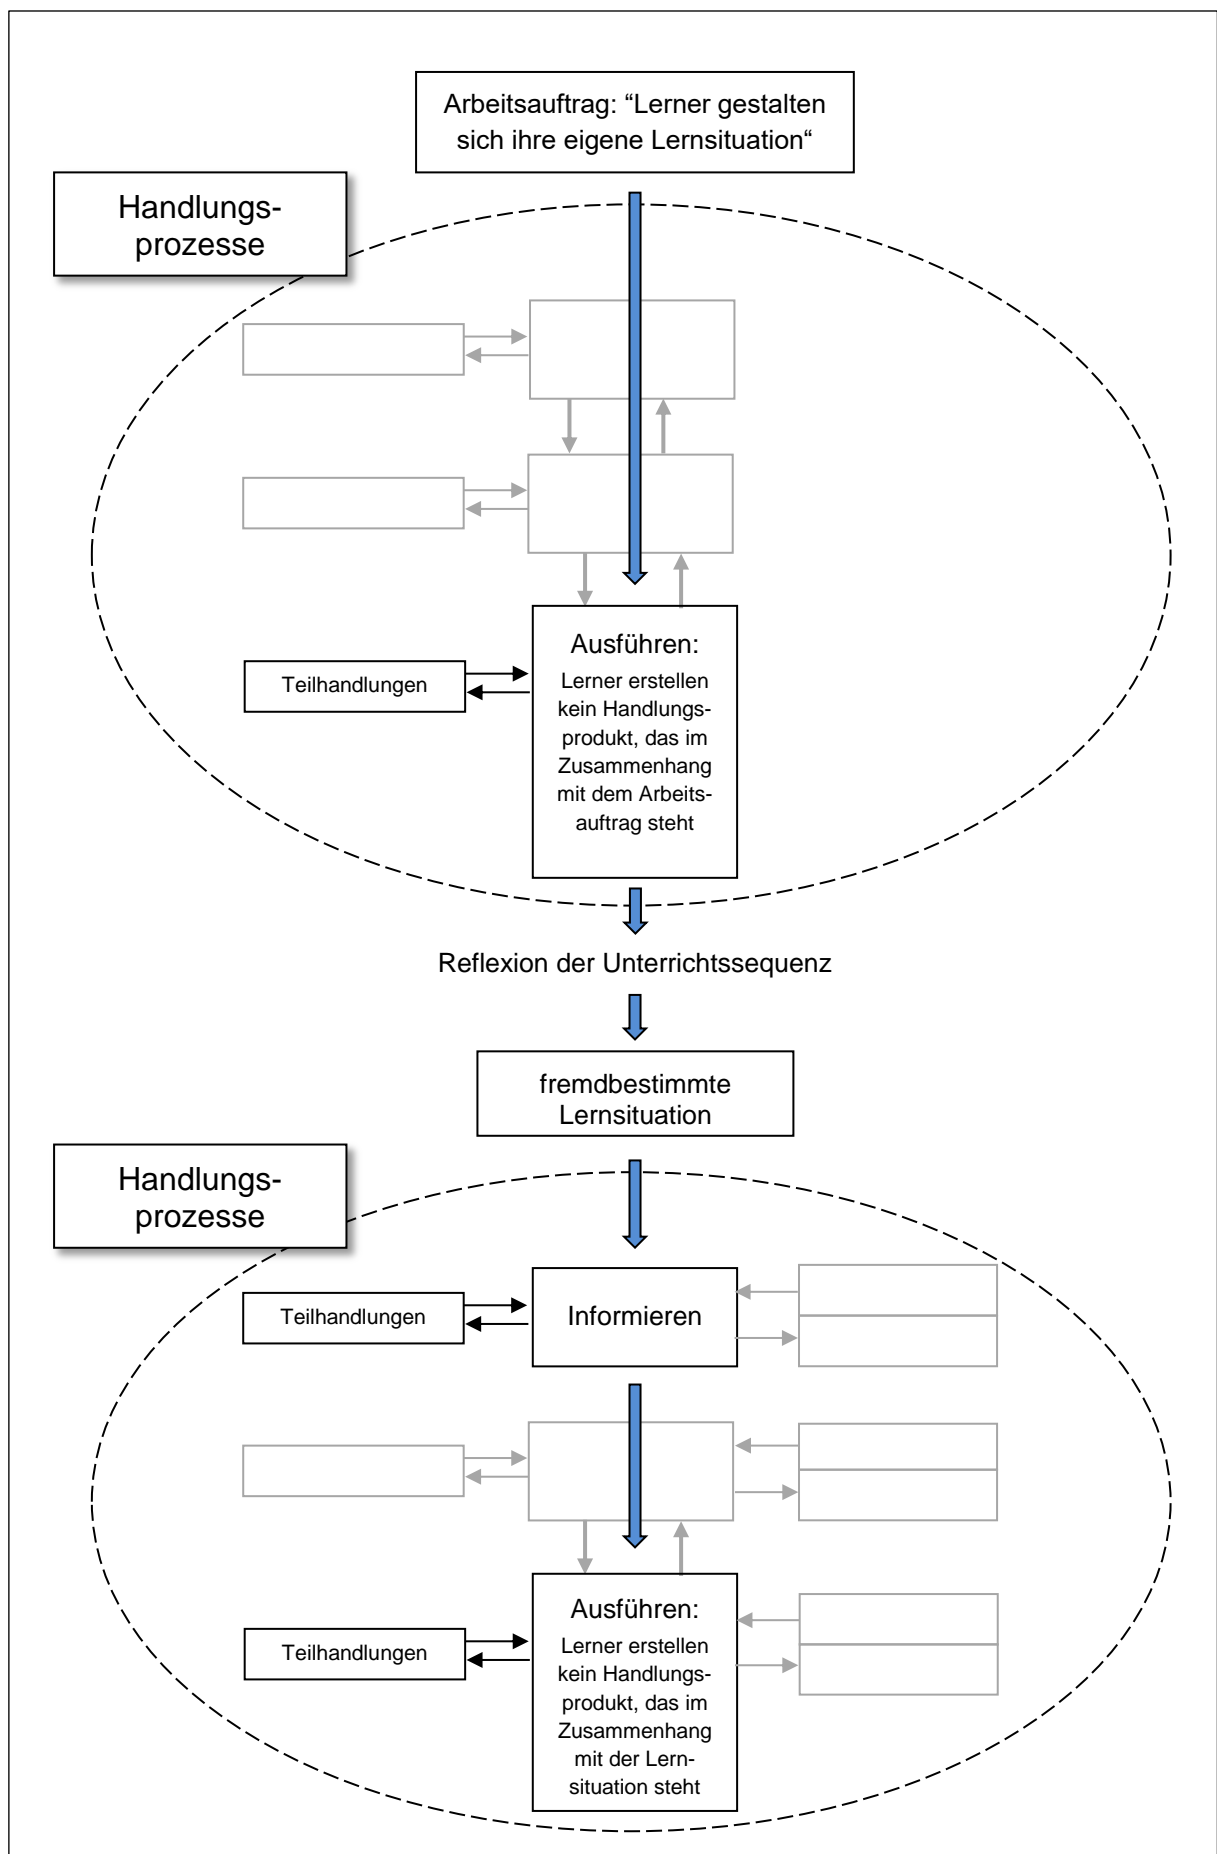 Arbeitsauftrag: “Lerner gestalten
sich ihre eigene Lernsituation“
Handlungs-
prozesse
Ausführen:
Lerner erstellen
kein Handlungs-
produkt, das im
Zusammenhang
mit dem Arbeits-
auftrag steht
Teilhandlungen
Reflexion der Unterrichtssequenz
fremdbestimmte
Lernsituation
Handlungs-
prozesse
Teilhandlungen
Informieren
Ausführen:
Lerner erstellen
kein Handlungs-
produkt, das im
Zusammenhang
mit der Lern-
situation steht
Teilhandlungen